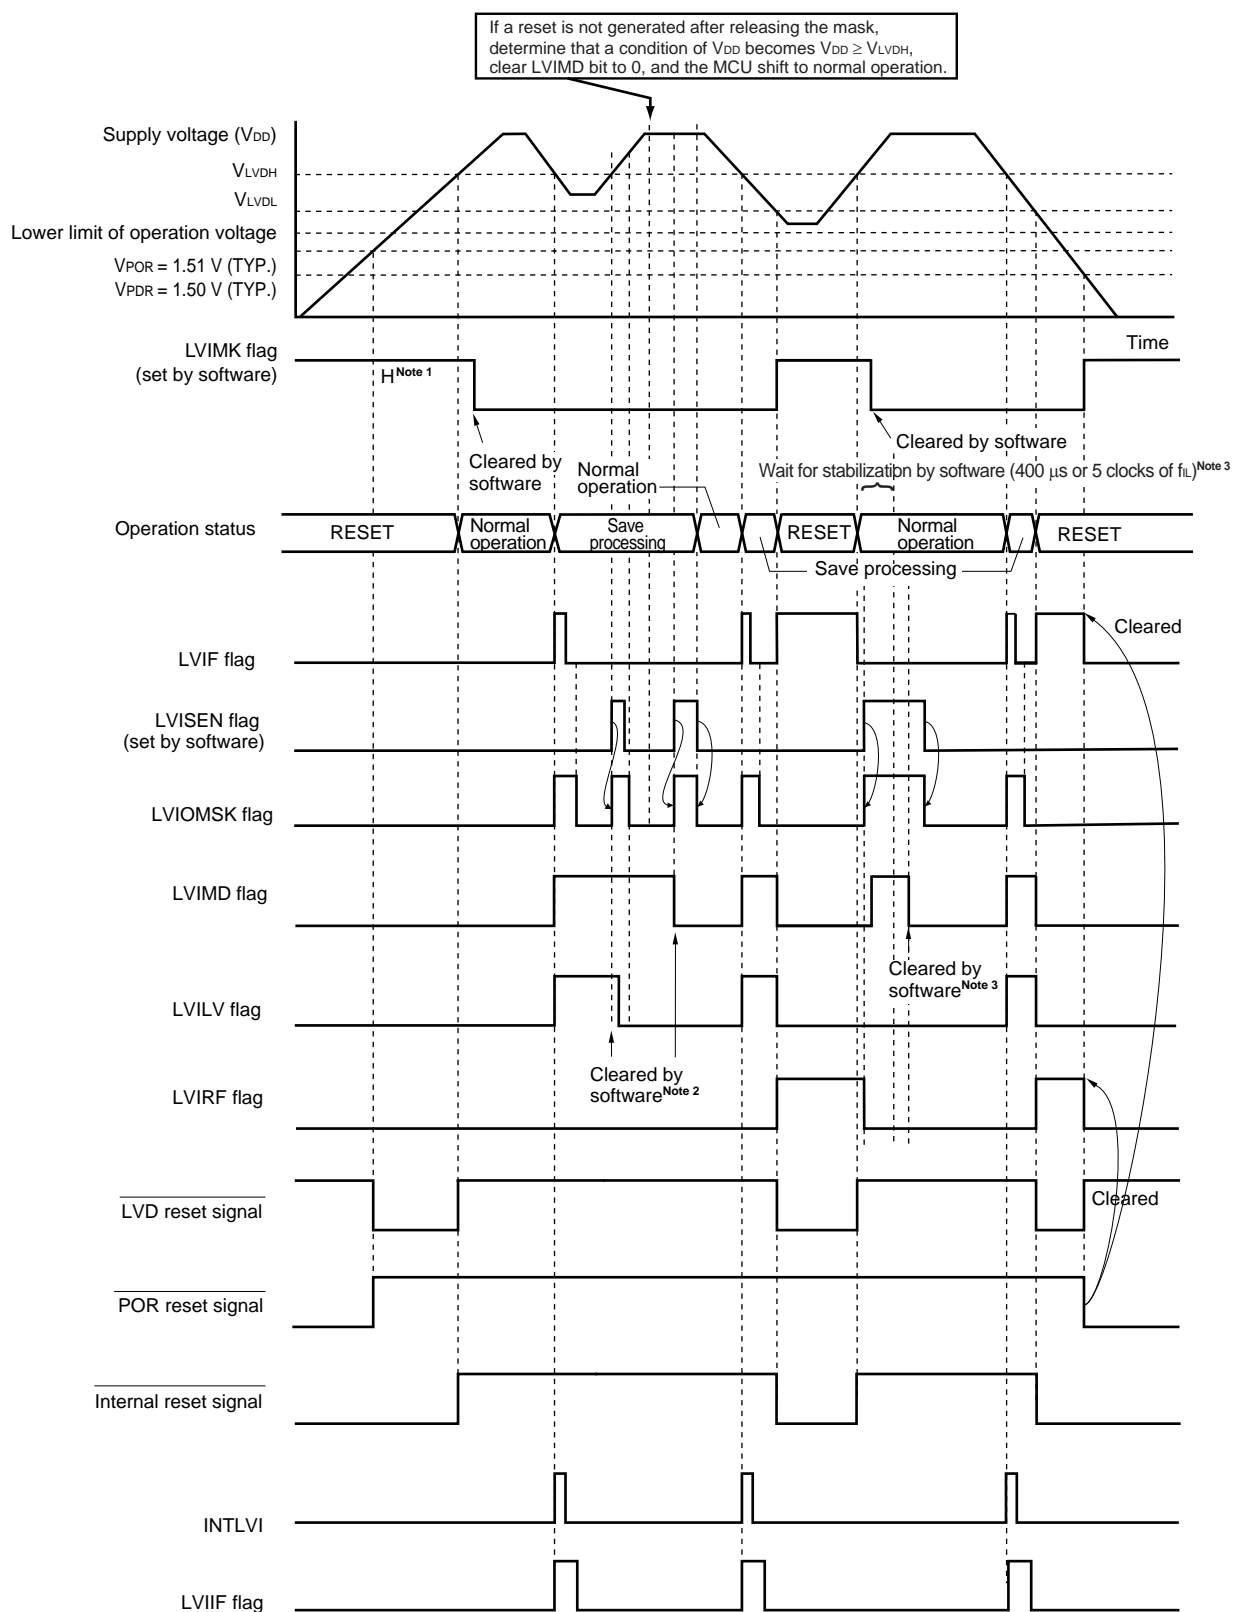 If a reset is not generated after releasing the mask,
determine that a condition of VDD becomes VDD ≥ VLVDH,
clear LVIMD bit to 0, and the MCU shift to normal operation.
Supply voltage (VDD)
VLVDH
VLVDL
Lower limit of operation voltage
VPOR = 1.51 V (TYP.)
VPDR = 1.50 V (TYP.)
Time
LVIMK flag
(set by software)
H Note 1
Cleared by
software
Normal
operation
Cleared by software
Wait for stabilization by software (400 μs or 5 clocks of fIL) Note 3
Operation status
RESET
Normal
operation
Save
processing
RESET
Normal
operation
RESET
Save processing
LVIF flag
Cleared
LVISEN flag
(set by software)
LVIOMSK flag
LVIMD flag
Cleared by
software Note 3
LVILV flag
Cleared by
software Note 2
LVIRF flag
LVD reset signal
Cleared
POR reset signal
Internal reset signal
INTLVI
LVIIF flag